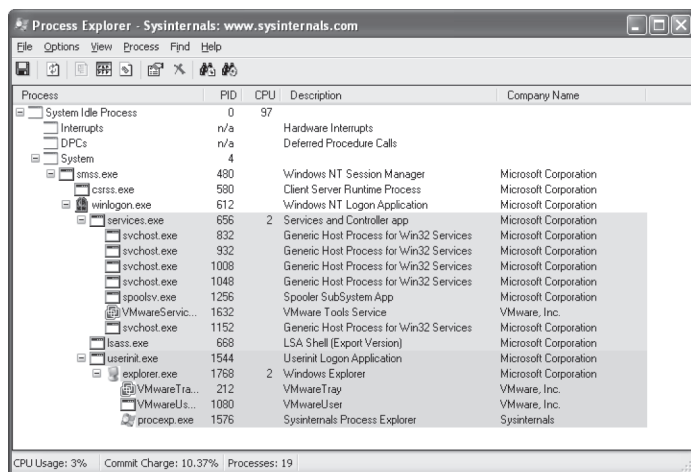 Process Explorer - Sysinternals: www.sysinternals.com
File Options View Process Find Help
Process PID CPU Description Company Name
System Idle Process 0 97
Interrupts n/a Hardware Interrupts
DPCs n/a Deferred Procedure Calls
System 4
smss.exe 480 Windows NT Session Manager Microsoft Corporation
csrss.exe 580 Client Server Runtime Process Microsoft Corporation
winlogon.exe 612 Windows NT Logon Application Microsoft Corporation
services.exe 656 2 Services and Controller app Microsoft Corporation
svchost.exe 832 Generic Host Process for Win32 Services Microsoft Corporation
svchost.exe 932 Generic Host Process for Win32 Services Microsoft Corporation
svchost.exe 1008 Generic Host Process for Win32 Services Microsoft Corporation
svchost.exe 1048 Generic Host Process for Win32 Services Microsoft Corporation
spoolsv.exe 1256 Spooler SubSystem App Microsoft Corporation
VMwareServic... 1632 VMware Tools Service VMware, Inc.
svchost.exe 1152 Generic Host Process for Win32 Services Microsoft Corporation
lsass.exe 668 LSA Shell (Export Version) Microsoft Corporation
userinit.exe 1544 Userinit Logon Application Microsoft Corporation
explorer.exe 1768 2 Windows Explorer Microsoft Corporation
VMwareTra... 212 VMwareTray VMware, Inc.
VMwareUs... 1080 VMwareUser VMware, Inc.
procexp.exe 1576 Sysinternals Process Explorer Sysinternals
CPU Usage: 3% Commit Charge: 10.37% Processes: 19